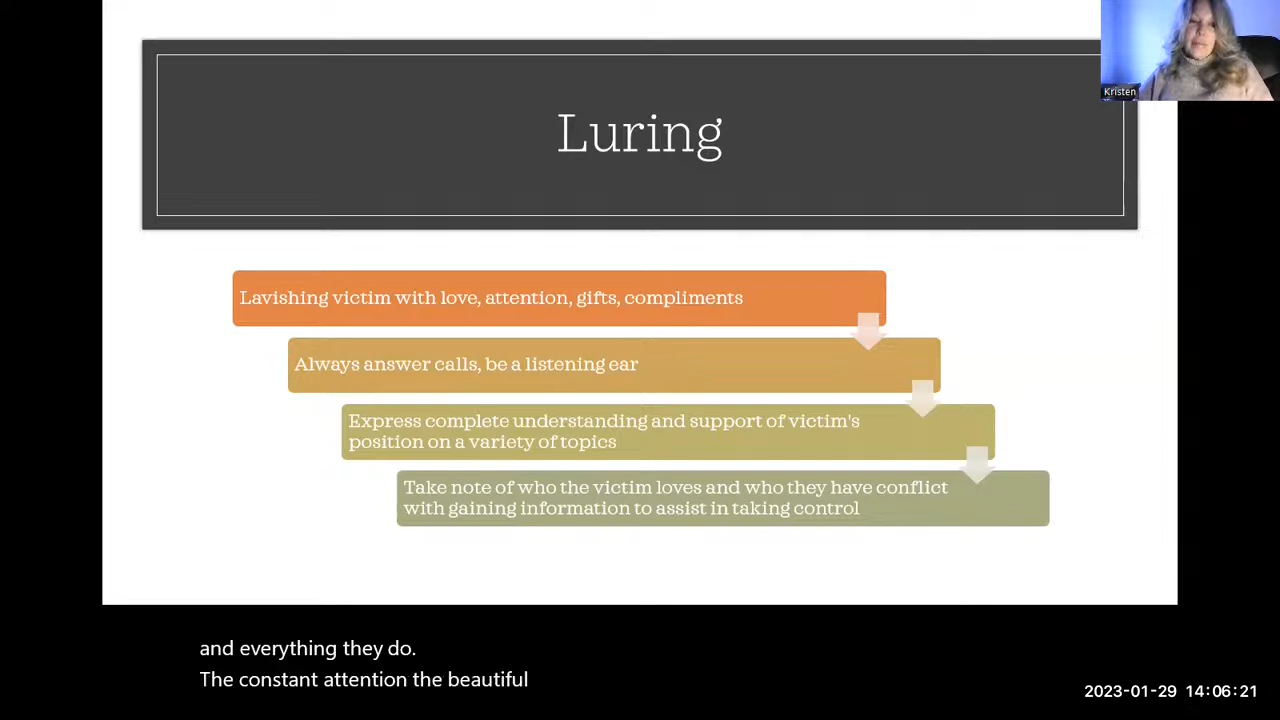 Kristen
Luring
Lavishing victim with love, attention, gifts, compliments
Always answer calls, be a listening ear
Express complete understanding and support of victim's
position on a variety of topics
Take note of who the victim loves and who they have conflict
with gaining information to assist in taking control
and everything they do.
The constant attention the beautiful
2023-01-29 14:06:21